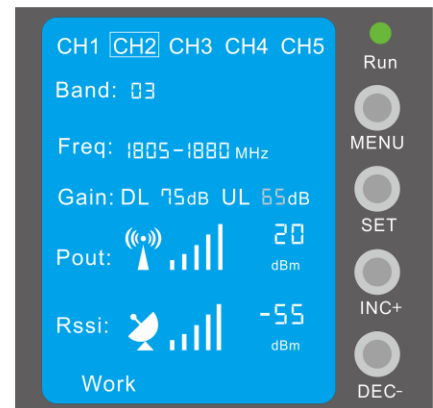 CH1 CH2 CH3 CH4 CH5
Run
Band: 03
MENU
Freq: 1805-1880 MHz
Gain: DL 75dB UL 65dB
SET
Pout: 20
dBm
INC+
Rssi: -55
dBm
Work
DEC-